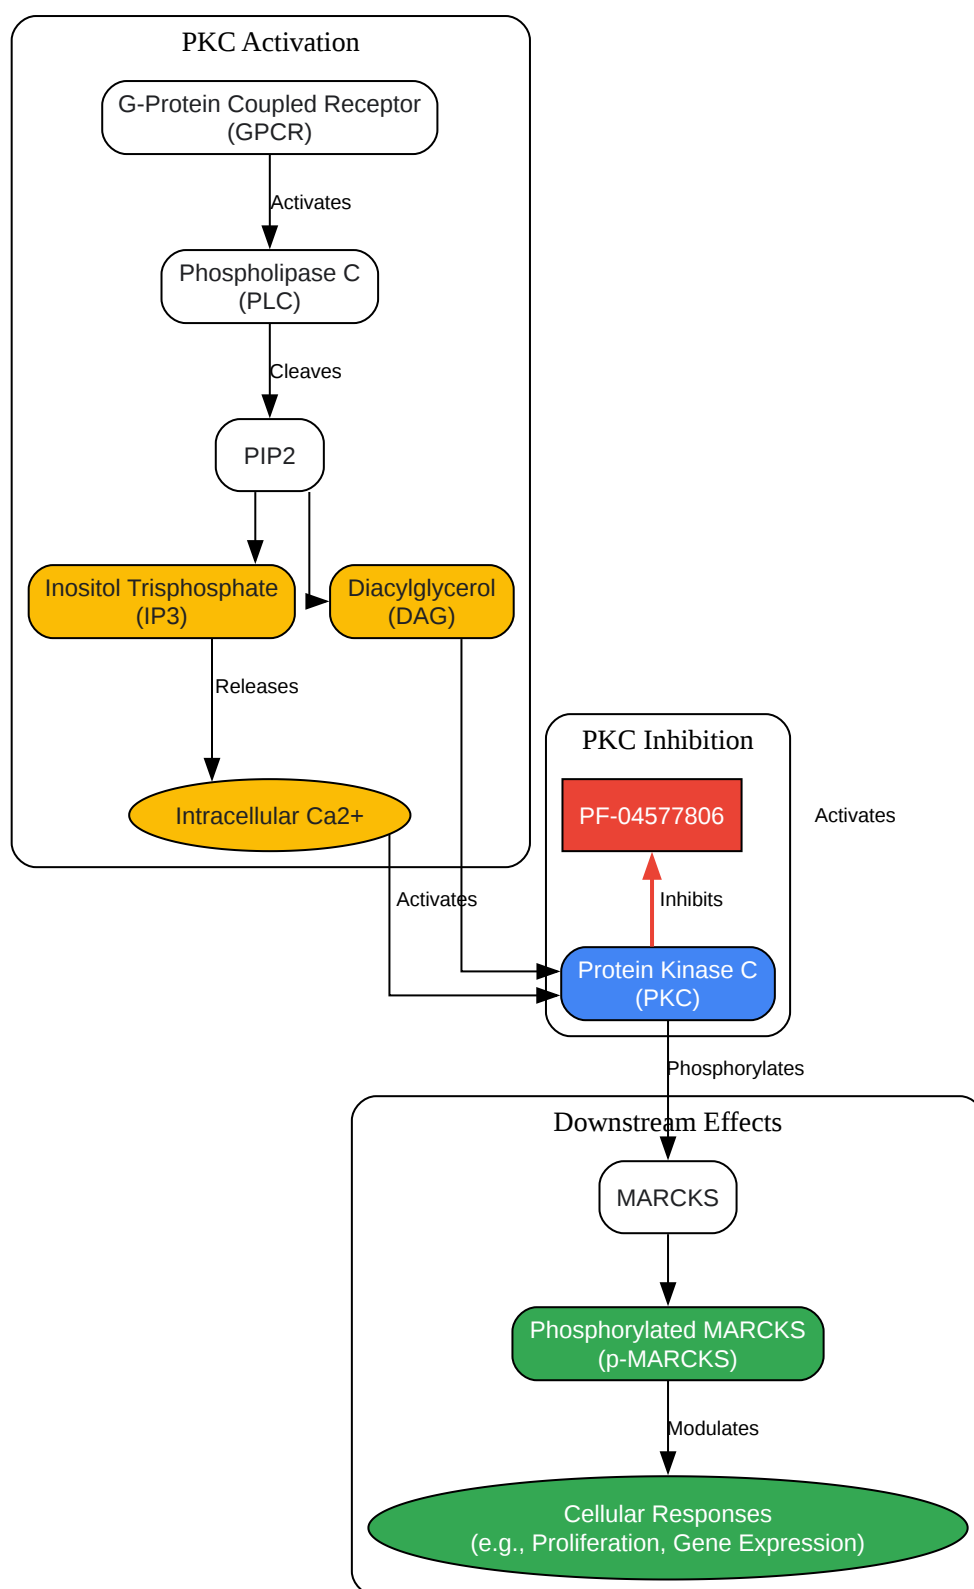 PKC Activation
G-Protein Coupled Receptor
(GPCR)
Activates
Phospholipase C
(PLC)
Cleaves
PIP2
Inositol Trisphosphate
(IP3)
Diacylglycerol
(DAG)
Releases
PKC Inhibition
Intracellular Ca2+
PF-04577806
Activates
Activates
Inhibits
Protein Kinase C
(PKC)
Phosphorylates
Downstream Effects
MARCKS
Phosphorylated MARCKS
(p-MARCKS)
Modulates
Cellular Responses
(e.g., Proliferation, Gene Expression)